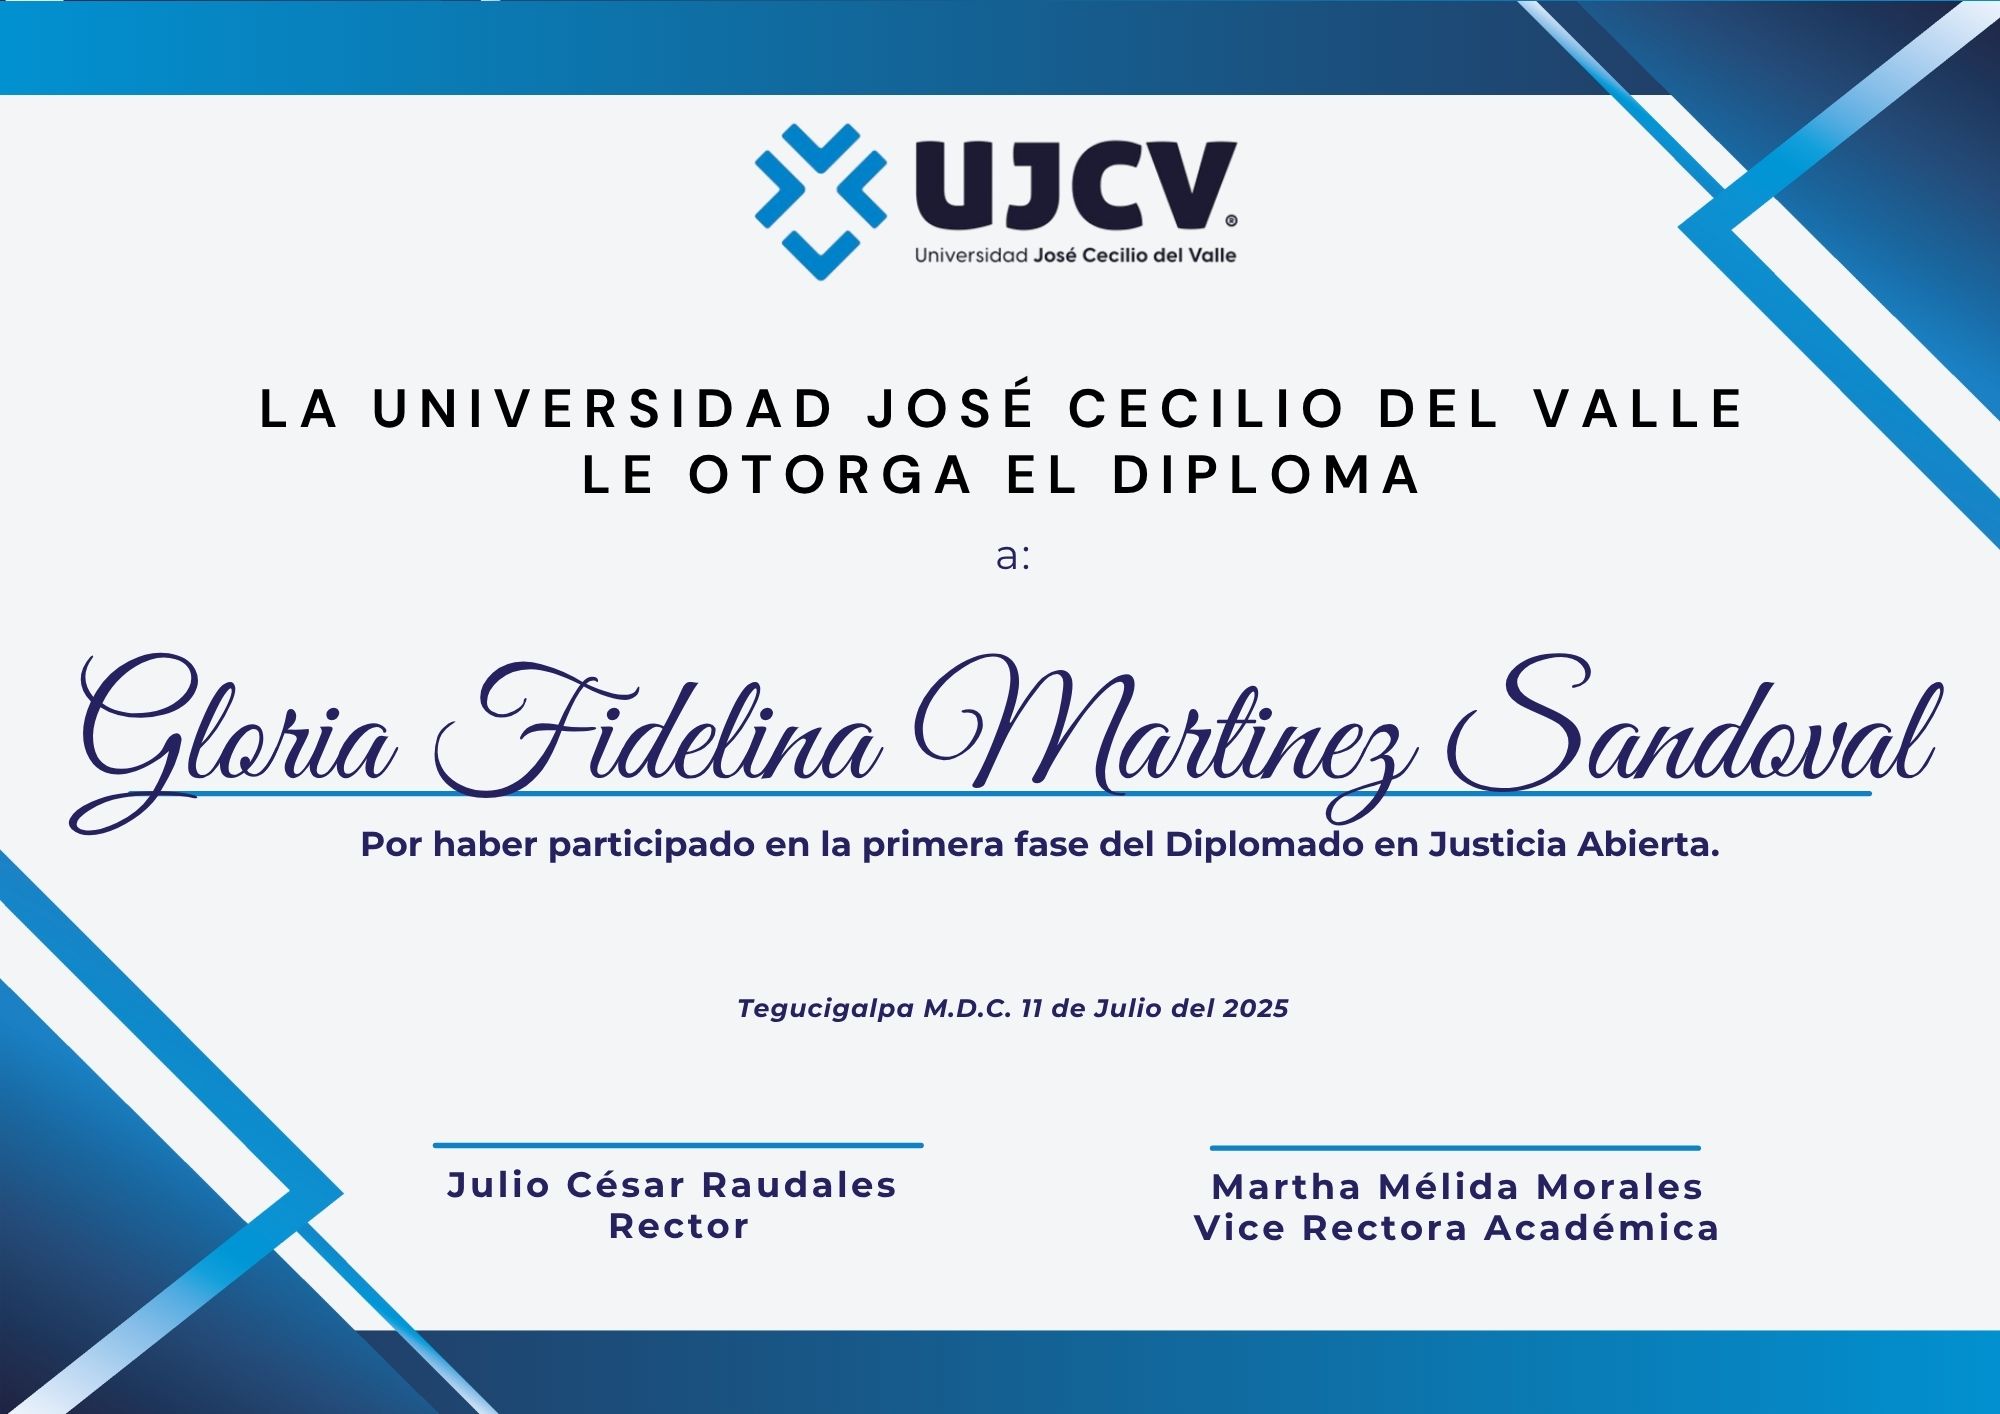 UJCV®
Universidad José Cecilio del Valle
LA UNIVERSIDAD JOSÉ CECILIO DEL VALLE
LE OTORGA EL DIPLOMA
a:
Gloria Fidelina Martinez Sandoval
Por haber participado en la primera fase del Diplomado en Justicia Abierta.
Tegucigalpa M.D.C. 11 de Julio del 2025
Julio César Raudales
Rector
Martha Mélida Morales
Vice Rectora Académica